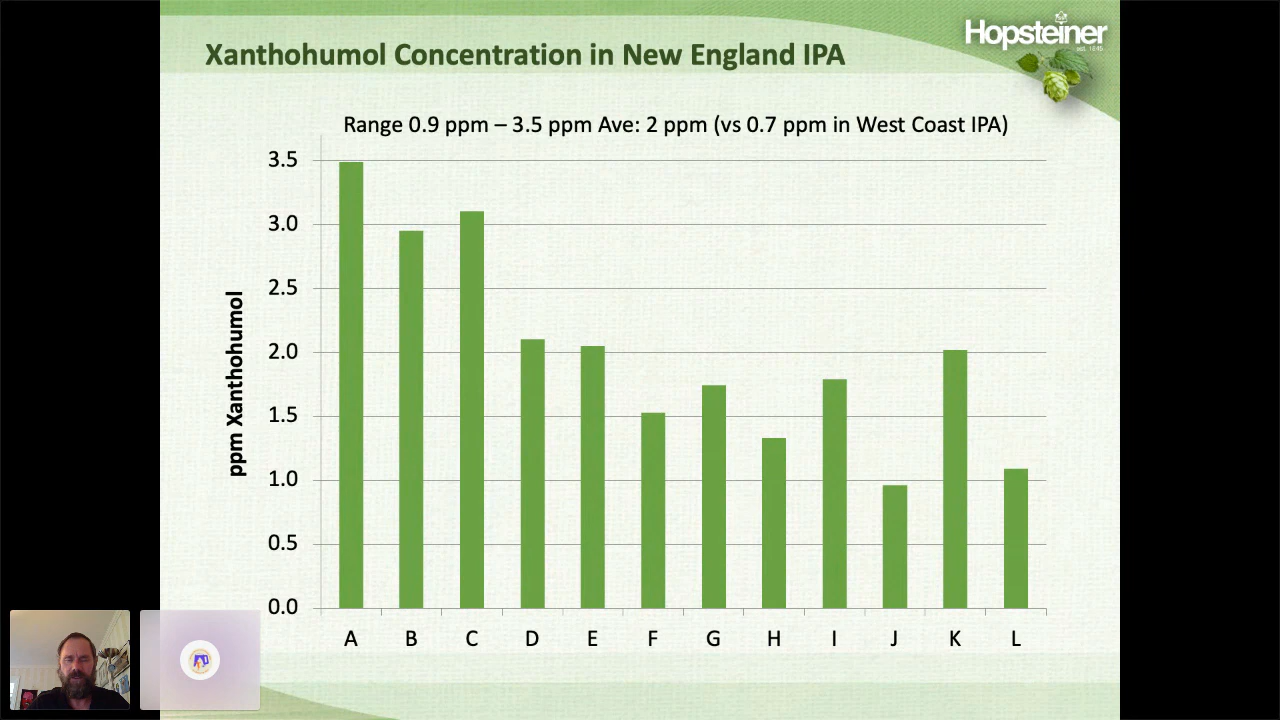 Hopsteiner
est. 1845
Xanthohumol Concentration in New England IPA
Range 0.9 ppm – 3.5 ppm Ave: 2 ppm (vs 0.7 ppm in West Coast IPA)
ppm Xanthohumol
3.5
3.0
2.5
2.0
1.5
1.0
0.5
0.0
A B C D E F G H I J K L